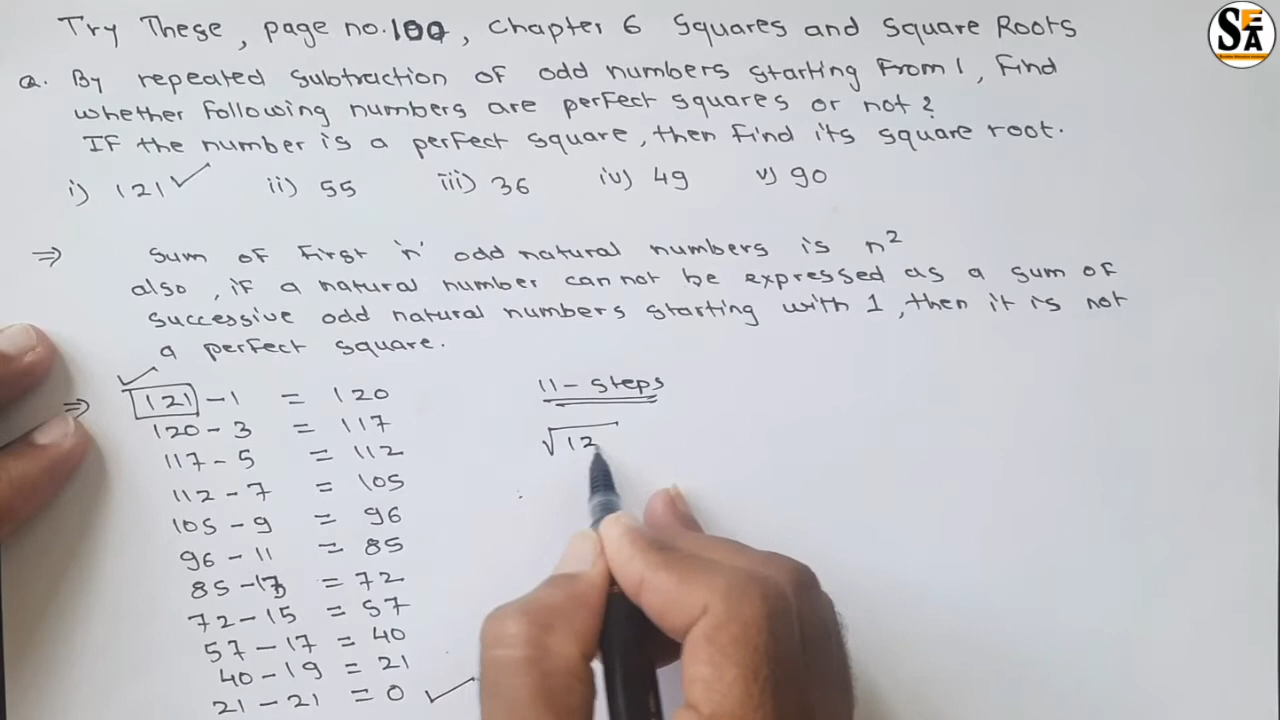 Try These, page no. 100, Chapter 6 Squares and Square Roots
SEFA
Q. By repeated subtraction of odd numbers starting from 1, find
whether following numbers are perfect squares or not?
If the number is a perfect square, then find its square root.
i) 121 ✓ ii) 55 iii) 36 iv) 49 v) 90
⇒ Sum of first 'n' odd natural numbers is n²
also, if a natural number cannot be expressed as a sum of
successive odd natural numbers starting with 1, then it is not
a perfect square.
⇒ 121 - 1 = 120
120 - 3 = 117
117 - 5 = 112
112 - 7 = 105
105 - 9 = 96
96 - 11 = 85
85 - 13 = 72
72 - 15 = 57
57 - 17 = 40
40 - 19 = 21
21 - 21 = 0 ✓
11 - Steps
√12